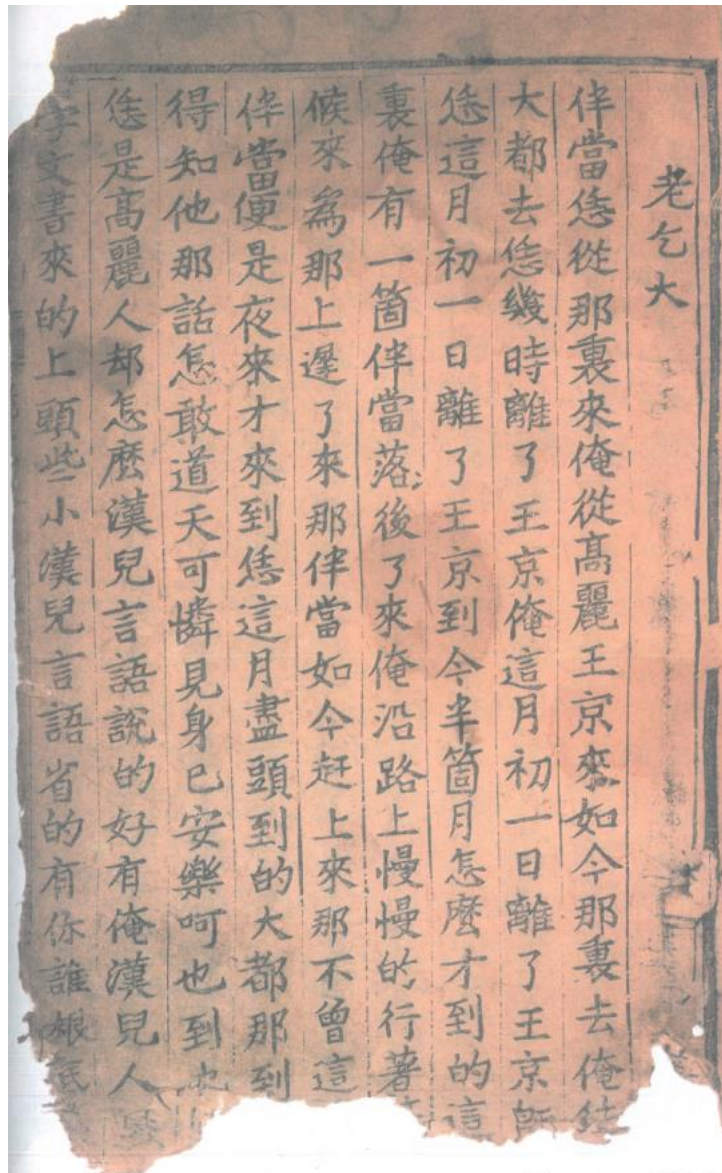 老乞大
伴當恁從那裏來俺從高麗王京來如今那裏去俺
大都去恁幾時離了王京俺這月初一日離了王京
恁這月初一日離了王京到今半箇月怎麽才到的這
裏俺有一箇伴當落後了來俺沿路上慢慢的行著
候來爲那上遲了來那伴當如今赶上來那不曾這
伴當便是夜來才來到恁這月盡頭到的大都那到
得知他那話怎敢道天可憐見身已安樂呵也到
恁是高麗人却怎麽漢兒言語說的好有俺漢兒人
字文書來的上頭些小漢兒言語省的有你誰根底